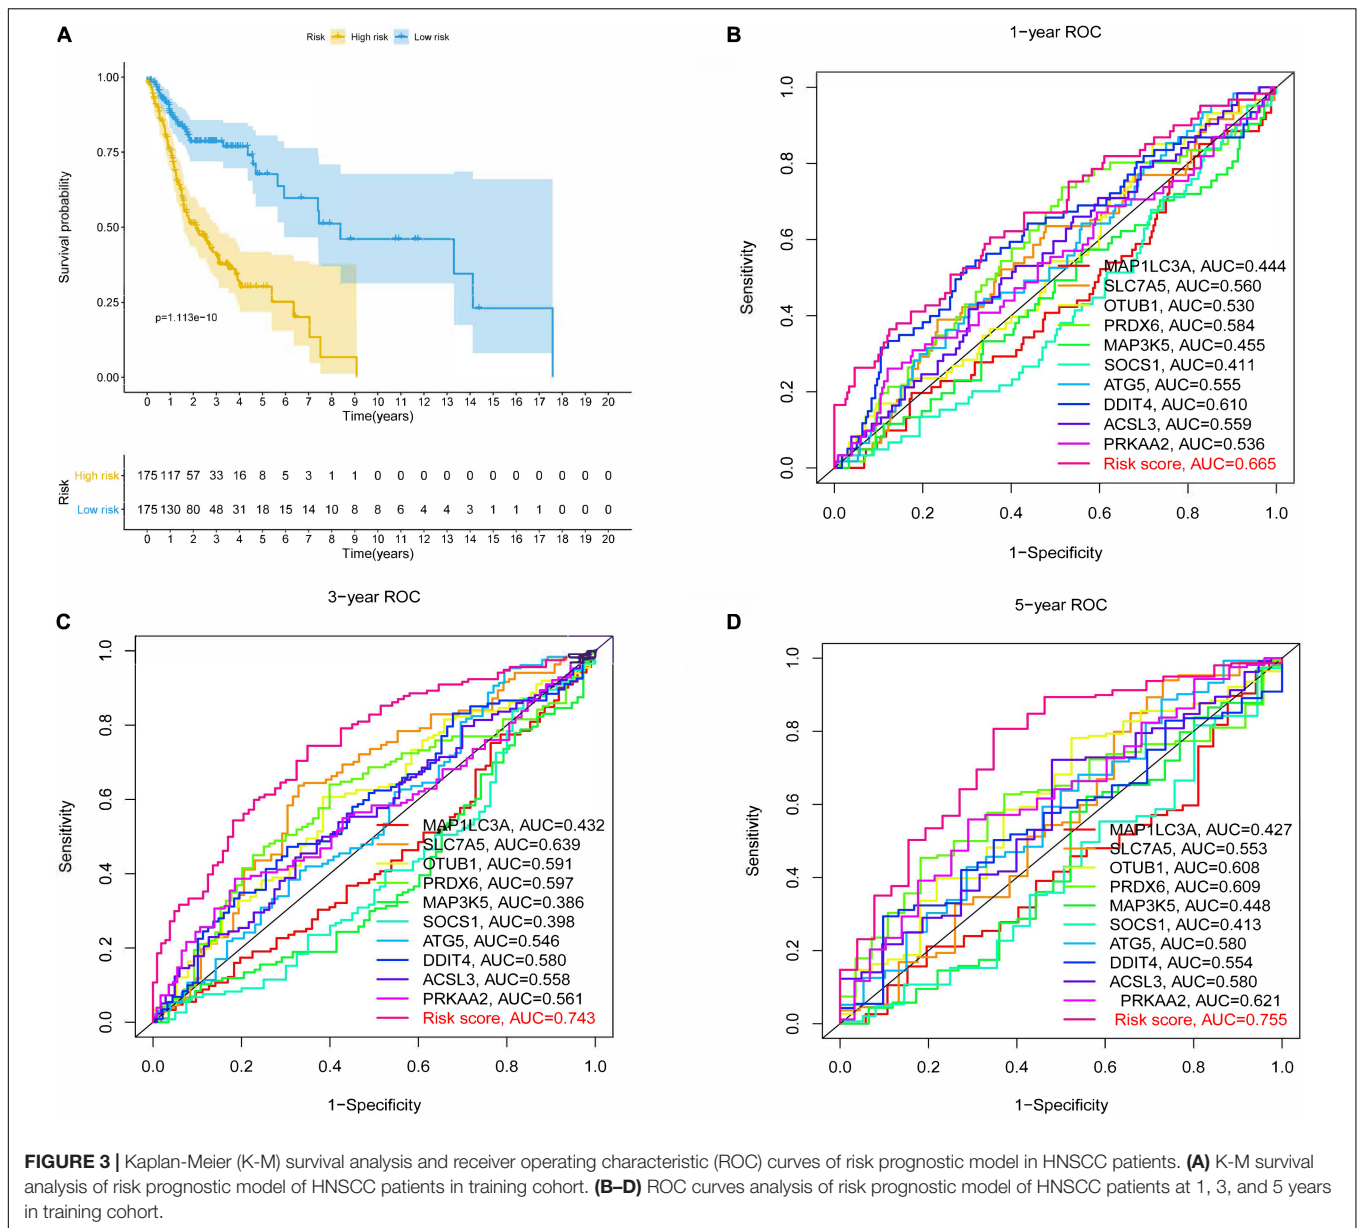 A
Risk High risk Low risk
1.00
0.75
0.50
0.25
0.00
Survival probability
p=1.113e−10
0 1 2 3 4 5 6 7 8 9 10 11 12 13 14 15 16 17 18 19 20
Time(years)
Risk
High risk 175 117 57 33 16 8 5 3 1 1 0 0 0 0 0 0 0 0 0 0 0
Low risk 175 130 80 48 31 18 15 14 10 8 8 6 4 4 3 1 1 1 0 0 0
0 1 2 3 4 5 6 7 8 9 10 11 12 13 14 15 16 17 18 19 20
Time(years)
B
1−year ROC
Sensitivity
1.0
0.8
0.6
0.4
0.2
0.0
MAP1LC3A, AUC=0.444
SLC7A5, AUC=0.560
OTUB1, AUC=0.530
PRDX6, AUC=0.584
MAP3K5, AUC=0.455
SOCS1, AUC=0.411
ATG5, AUC=0.555
DDIT4, AUC=0.610
ACSL3, AUC=0.559
PRKAA2, AUC=0.536
Risk score, AUC=0.665
0.0 0.2 0.4 0.6 0.8 1.0
1−Specificity
C
3−year ROC
Sensitivity
1.0
0.8
0.6
0.4
0.2
0.0
MAP1LC3A, AUC=0.432
SLC7A5, AUC=0.639
OTUB1, AUC=0.591
PRDX6, AUC=0.597
MAP3K5, AUC=0.386
SOCS1, AUC=0.398
ATG5, AUC=0.546
DDIT4, AUC=0.580
ACSL3, AUC=0.558
PRKAA2, AUC=0.561
Risk score, AUC=0.743
0.0 0.2 0.4 0.6 0.8 1.0
1−Specificity
D
5−year ROC
Sensitivity
1.0
0.8
0.6
0.4
0.2
0.0
MAP1LC3A, AUC=0.427
SLC7A5, AUC=0.553
OTUB1, AUC=0.608
PRDX6, AUC=0.609
MAP3K5, AUC=0.448
SOCS1, AUC=0.413
ATG5, AUC=0.580
DDIT4, AUC=0.554
ACSL3, AUC=0.580
PRKAA2, AUC=0.621
Risk score, AUC=0.755
0.0 0.2 0.4 0.6 0.8 1.0
1−Specificity
FIGURE 3 | Kaplan-Meier (K-M) survival analysis and receiver operating characteristic (ROC) curves of risk prognostic model in HNSCC patients. (A) K-M survival
analysis of risk prognostic model of HNSCC patients in training cohort. (B–D) ROC curves analysis of risk prognostic model of HNSCC patients at 1, 3, and 5 years
in training cohort.